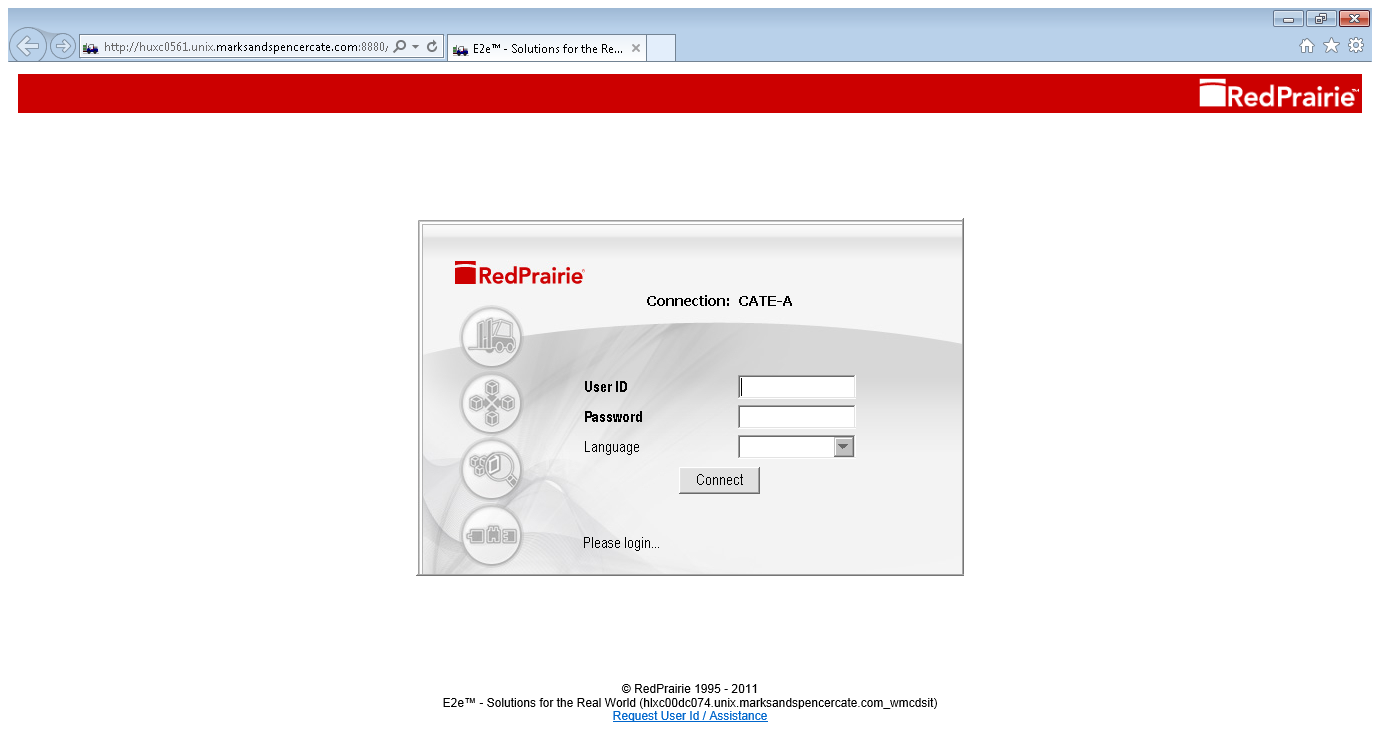 http://huxc0561.unix.marksandspencercate.com:8880/
E2e™ - Solutions for the Re...
RedPrairie™
RedPrairie
Connection: CATE-A
User ID
Password
Language
Connect
Please login...
© RedPrairie 1995 - 2011
E2e™ - Solutions for the Real World (hlxc00dc074.unix.marksandspencercate.com_wmcdsit)
Request User Id / Assistance